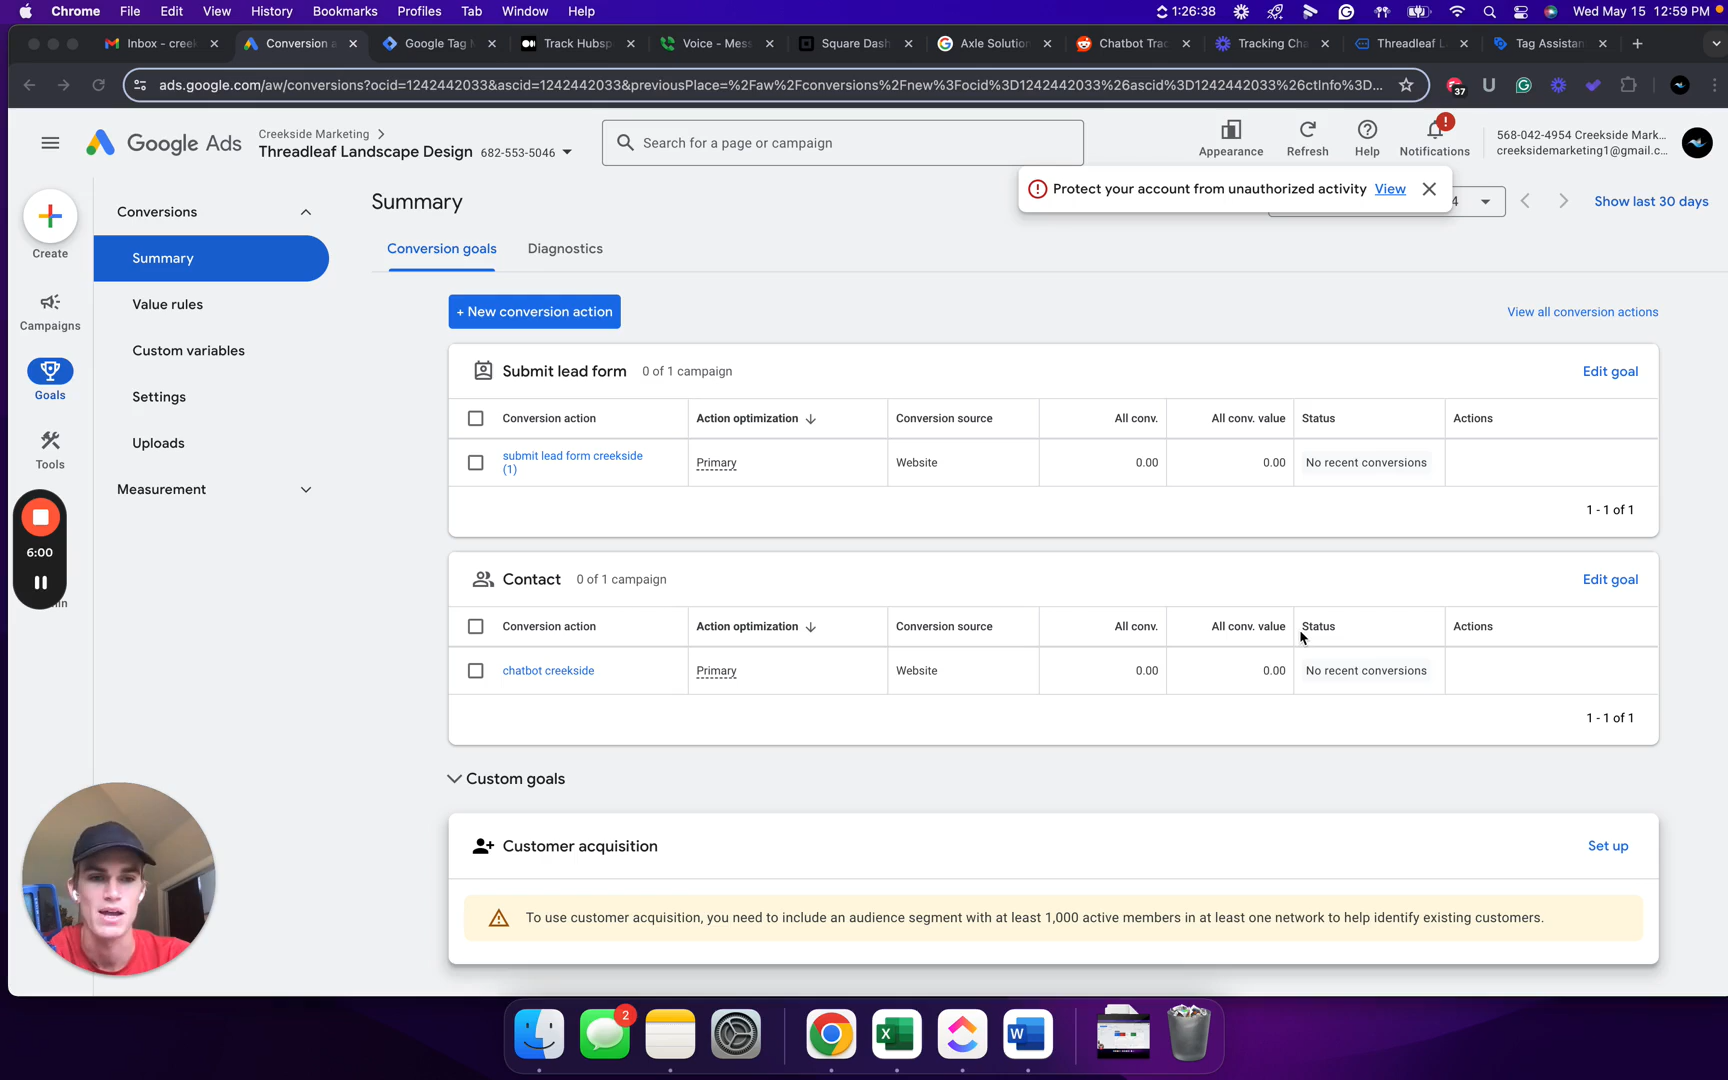 Chrome File Edit View History Bookmarks Profiles Tab Window Help 1:26:38 Wed May 15 12:59 PM
Inbox - creek Conversion a Google Tag M Track Hubsp Voice - Mess Square Dash Axle Solution Chatbot Trac Tracking Cha Threadleaf L Tag Assistan
ads.google.com/aw/conversions?ocid=1242442033&ascid=1242442033&previousPlace=%2Faw%2Fconversions%2Fnew%3Focid%3D1242442033%26ascid%3D1242442033%26ctInfo%3D... 37
Google Ads
Creekside Marketing
Threadleaf Landscape Design 682-553-5046
Search for a page or campaign
Appearance Refresh Help Notifications
568-042-4954 Creekside Mark...
creeksidemarketing1@gmail.c...
Protect your account from unauthorized activity View
4
Show last 30 days
Create
Campaigns
Goals
Tools
6:00
Conversions
Summary
Value rules
Custom variables
Settings
Uploads
Measurement
Summary
Conversion goals Diagnostics
+ New conversion action
View all conversion actions
Submit lead form 0 of 1 campaign Edit goal
Conversion action Action optimization Conversion source All conv. All conv. value Status Actions
submit lead form creekside
(1) Primary Website 0.00 0.00 No recent conversions
1 - 1 of 1
Contact 0 of 1 campaign Edit goal
Conversion action Action optimization Conversion source All conv. All conv. value Status Actions
chatbot creekside Primary Website 0.00 0.00 No recent conversions
1 - 1 of 1
Custom goals
Customer acquisition Set up
To use customer acquisition, you need to include an audience segment with at least 1,000 active members in at least one network to help identify existing customers.
2